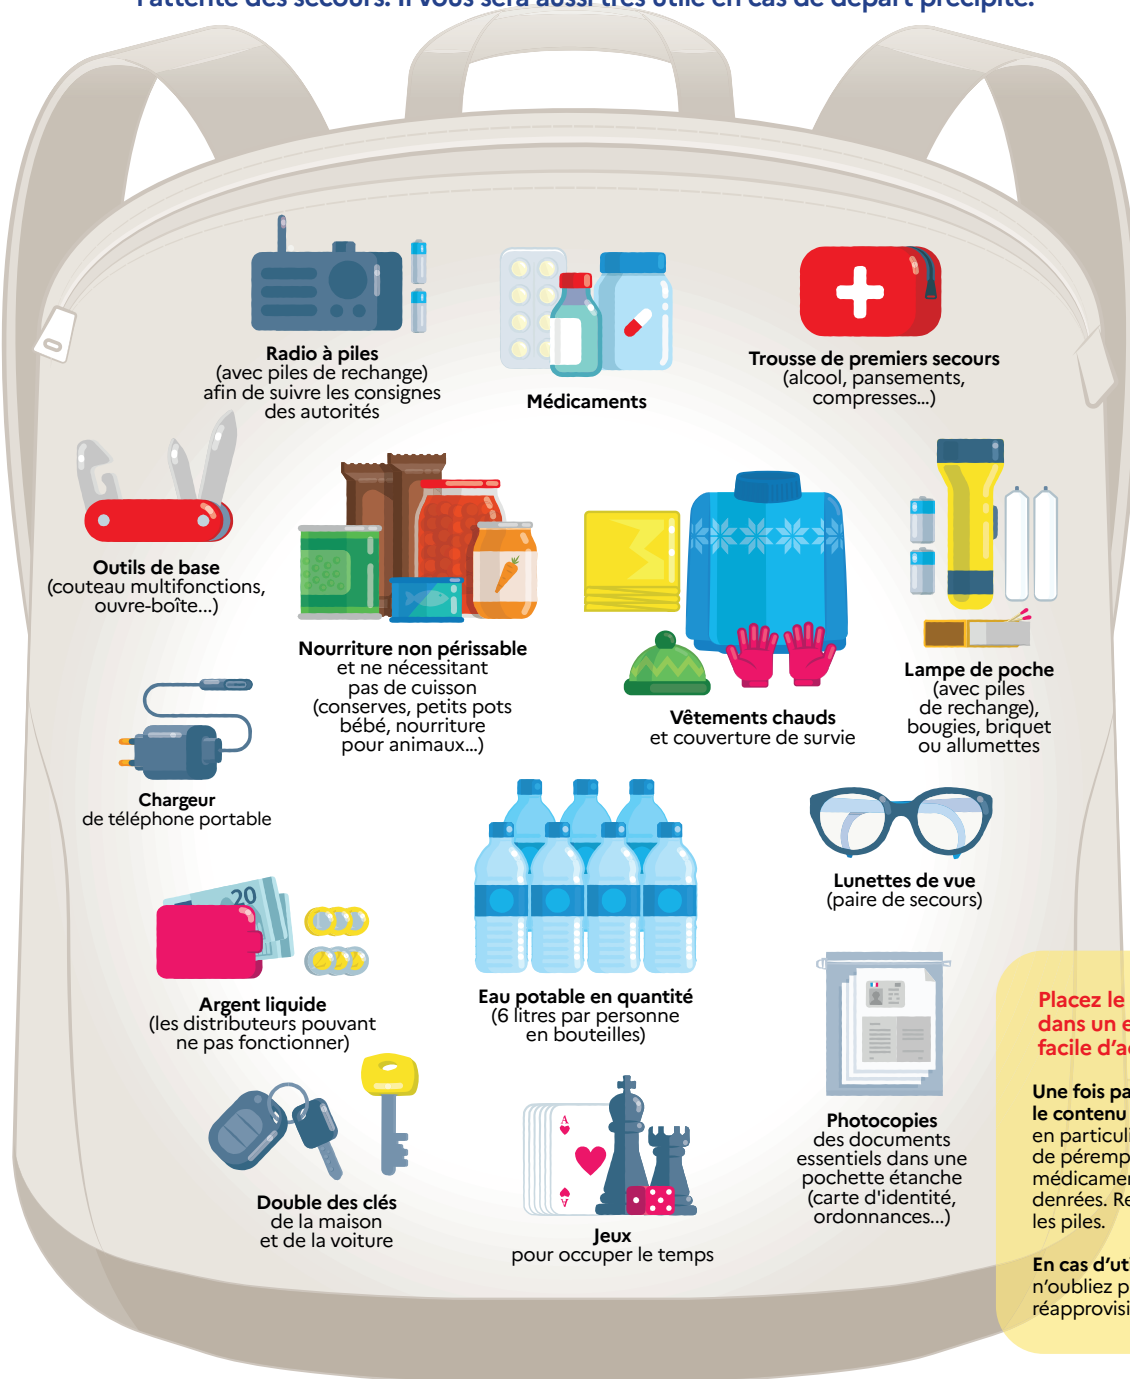 l'attente des secours. Il vous sera aussi très utile en cas de départ précipité.
Radio à piles
(avec piles de rechange)
afin de suivre les consignes
des autorités
Médicaments
Trousse de premiers secours
(alcool, pansements,
compresses...)
Outils de base
(couteau multifonctions,
ouvre-boîte...)
Nourriture non périssable
et ne nécessitant
pas de cuisson
(conserves, petits pots
bébé, nourriture
pour animaux...)
Vêtements chauds
et couverture de survie
Lampe de poche
(avec piles
de rechange),
bougies, briquet
ou allumettes
Chargeur
de téléphone portable
Lunettes de vue
(paire de secours)
20
Argent liquide
(les distributeurs pouvant
ne pas fonctionner)
Eau potable en quantité
(6 litres par personne
en bouteilles)
Photocopies
des documents
essentiels dans une
pochette étanche
(carte d'identité,
ordonnances...)
Double des clés
de la maison
et de la voiture
A
A
Jeux
pour occuper le temps
Placez le
dans un
facile
Une fois
le contenu
en
de
denrées.
les piles.
En cas
n'oubliez